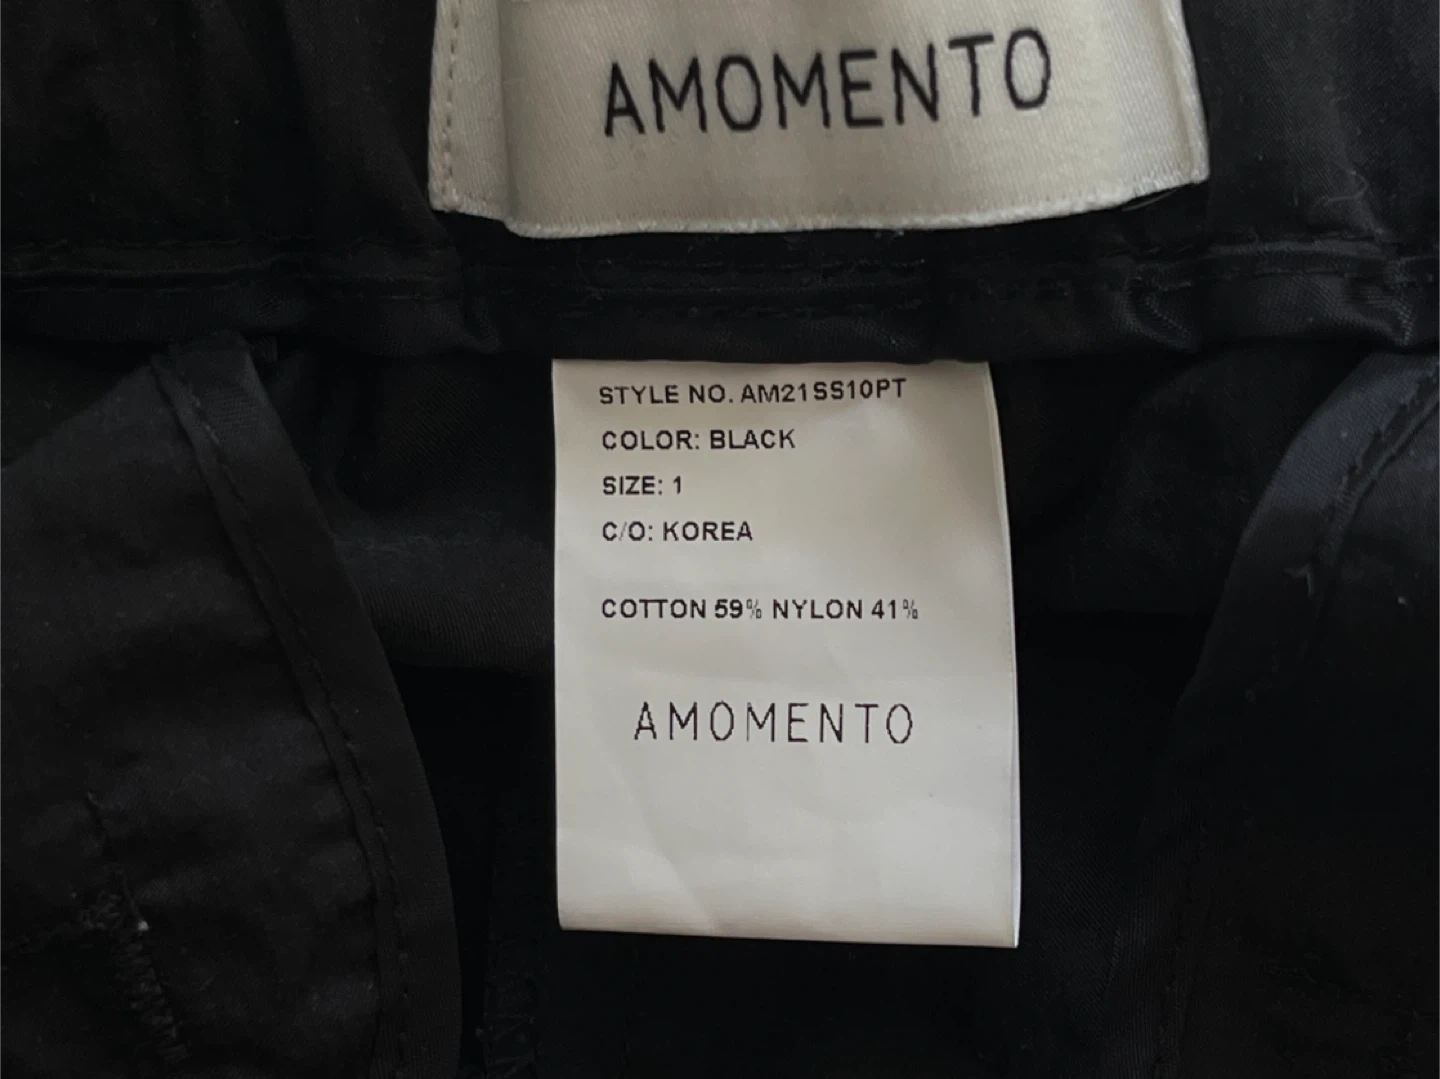 AMOMENTO
STYLE NO. AM21SS10PT
COLOR: BLACK
SIZE: 1
C/O: KOREA
COTTON 59% NYLON 41%
AMOMENTO